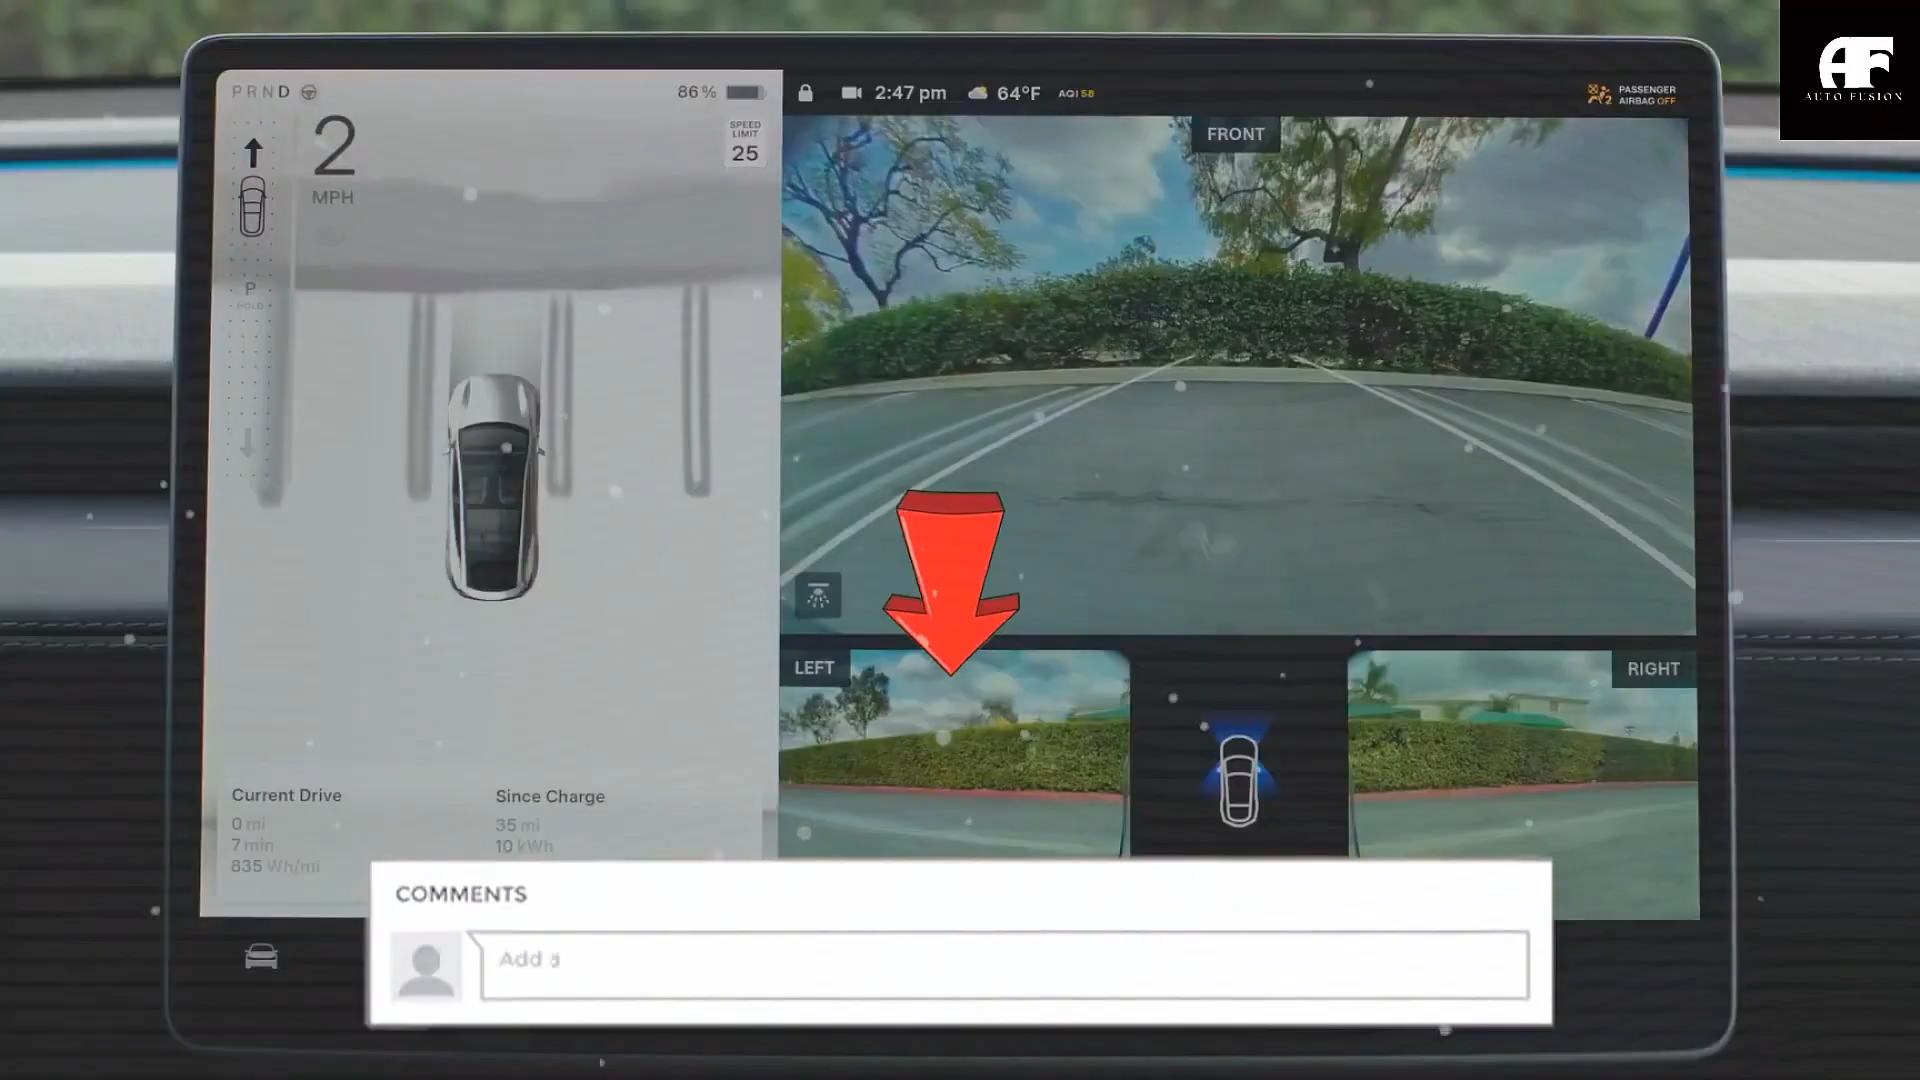 PRND
86%
2:47 pm
64°F
AQI 58
PASSENGER
AIRBAG OFF
AF
AUTO FUSION
2
MPH
SPEED
LIMIT
25
FRONT
P
HOLD
LEFT
RIGHT
Current Drive
0 mi
7 min
835 Wh/mi
Since Charge
35 mi
10 kWh
COMMENTS
Add a